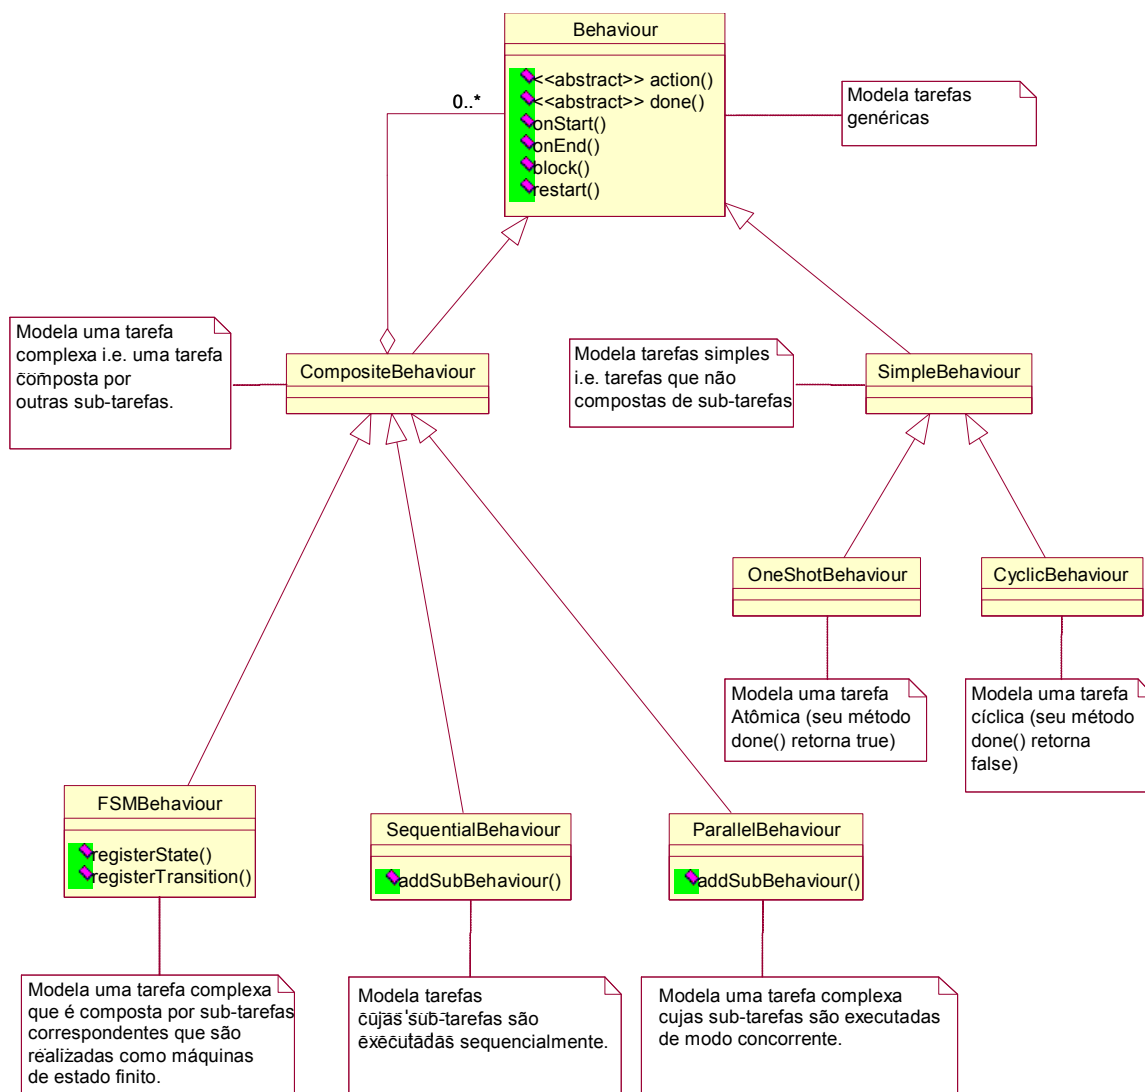 Behaviour
<<abstract>> action()
<<abstract>> done()
onStart()
onEnd()
block()
restart()
0..*
Modela tarefas
genéricas
Modela uma tarefa
complexa i.e. uma tarefa
composta por
outras sub-tarefas.
CompositeBehaviour
Modela tarefas simples
i.e. tarefas que não
compostas de sub-tarefas
SimpleBehaviour
OneShotBehaviour
CyclicBehaviour
Modela uma tarefa
Atômica (seu método
done() retorna true)
Modela uma tarefa
cíclica (seu método
done() retorna
false)
FSMBehaviour
registerState()
registerTransition()
SequentialBehaviour
addSubBehaviour()
ParallelBehaviour
addSubBehaviour()
Modela uma tarefa complexa
que é composta por sub-tarefas
correspondentes que são
realizadas como máquinas
de estado finito.
Modela tarefas
cujas sub-tarefas são
executadas sequencialmente.
Modela uma tarefa complexa
cujas sub-tarefas são executadas
de modo concorrente.